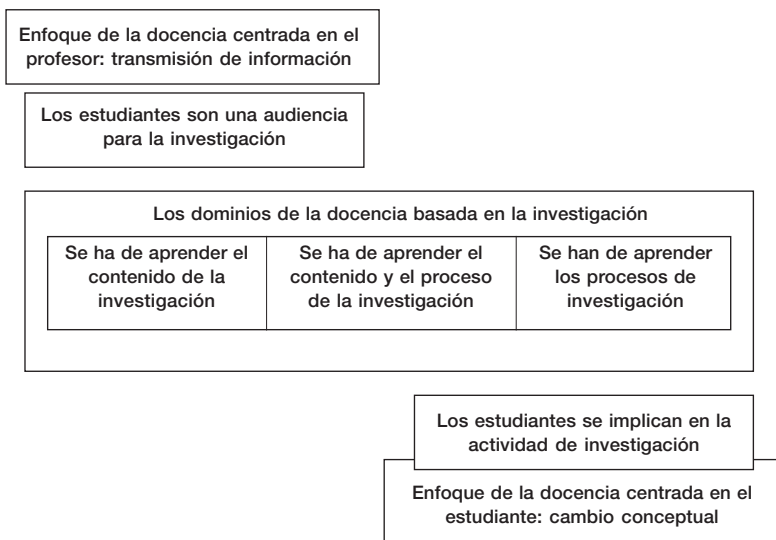 Enfoque de la docencia centrada en el
profesor: transmisión de información
Los estudiantes son una audiencia
para la investigación
Los dominios de la docencia basada en la investigación
Se ha de aprender el
contenido de la
investigación
Se ha de aprender el
contenido y el proceso
de la investigación
Se han de aprender
los procesos de
investigación
Los estudiantes se implican en la
actividad de investigación
Enfoque de la docencia centrada en el
estudiante: cambio conceptual